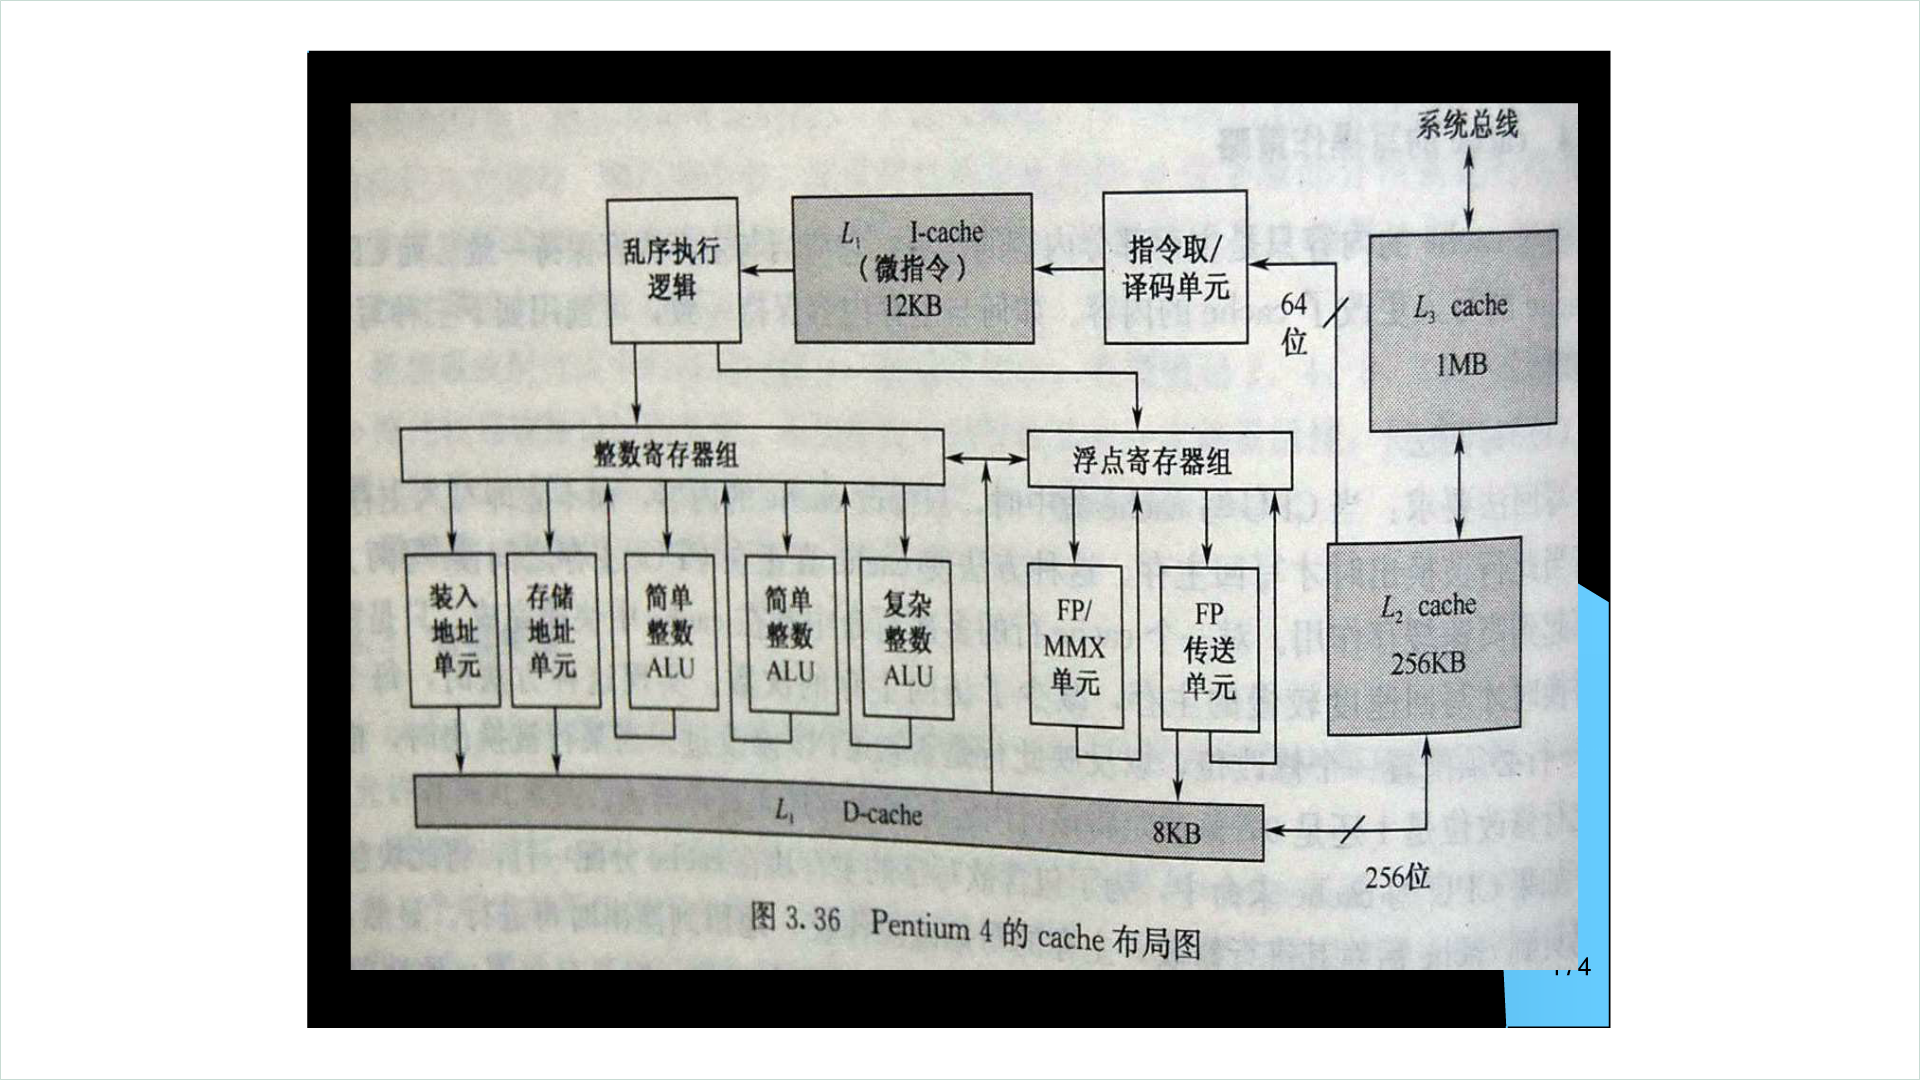 系统总线
乱序执行
逻辑
L₁ I-cache
（微指令）
12KB
指令取/
译码单元
64
位
L₃ cache
1MB
整数寄存器组
浮点寄存器组
装入
地址
单元
存储
地址
单元
简单
整数
ALU
简单
整数
ALU
复杂
整数
ALU
FP/
MMX
单元
FP
传送
单元
L₂ cache
256KB
L₁ D-cache 8KB
256位
图 3.36 Pentium 4 的 cache 布局图